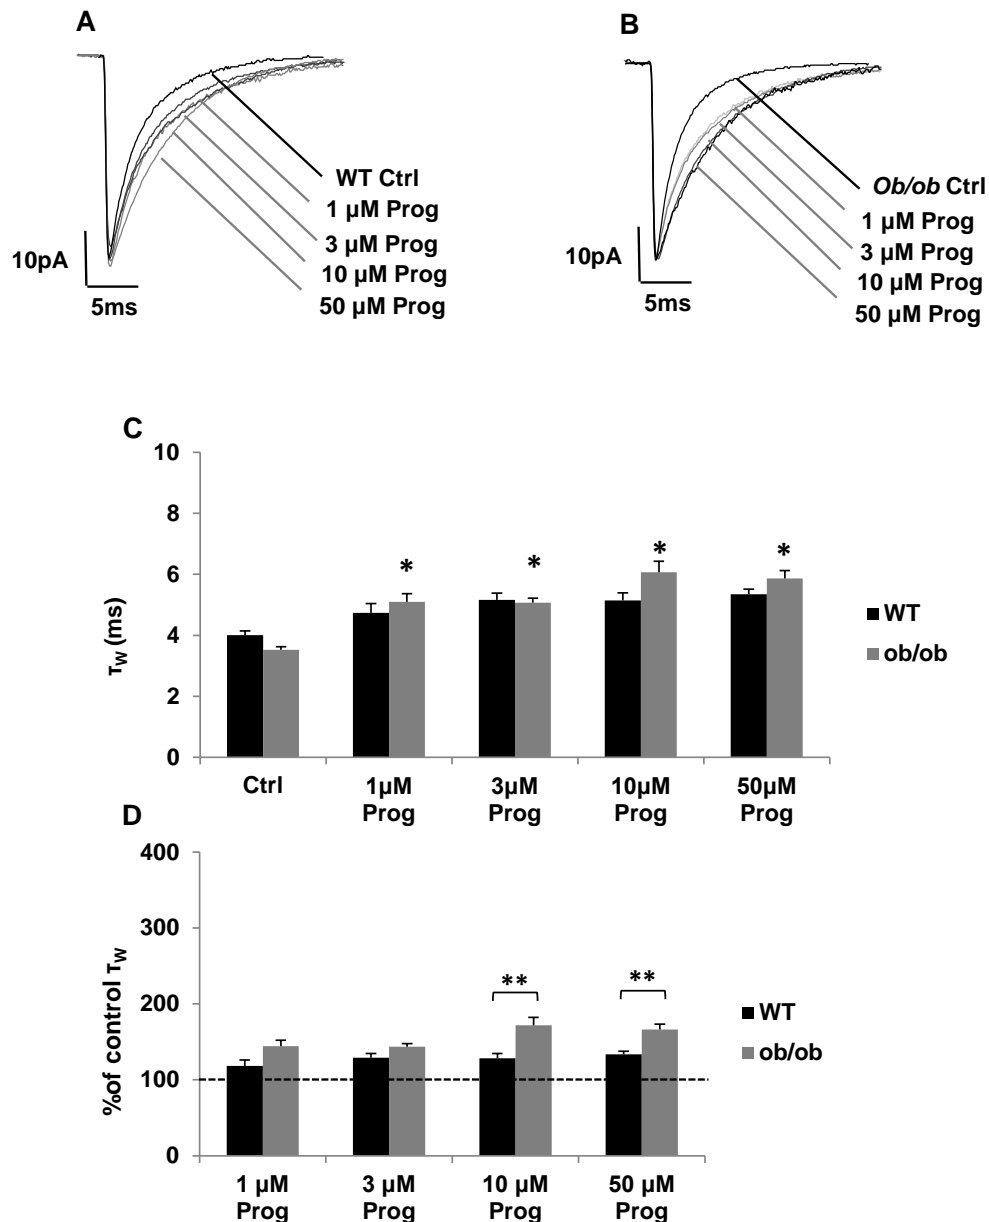 A
WT Ctrl
1 µM Prog
3 µM Prog
10 µM Prog
50 µM Prog
10pA
5ms
B
Ob/ob Ctrl
1 µM Prog
3 µM Prog
10 µM Prog
50 µM Prog
10pA
5ms
C
10
8
6
4
2
0
τW (ms)
* * * *
Ctrl
1µM Prog
3µM Prog
10µM Prog
50µM Prog
WT
ob/ob
D
400
300
200
100
0
%of control τW
** **
1 µM Prog
3 µM Prog
10 µM Prog
50 µM Prog
WT
ob/ob